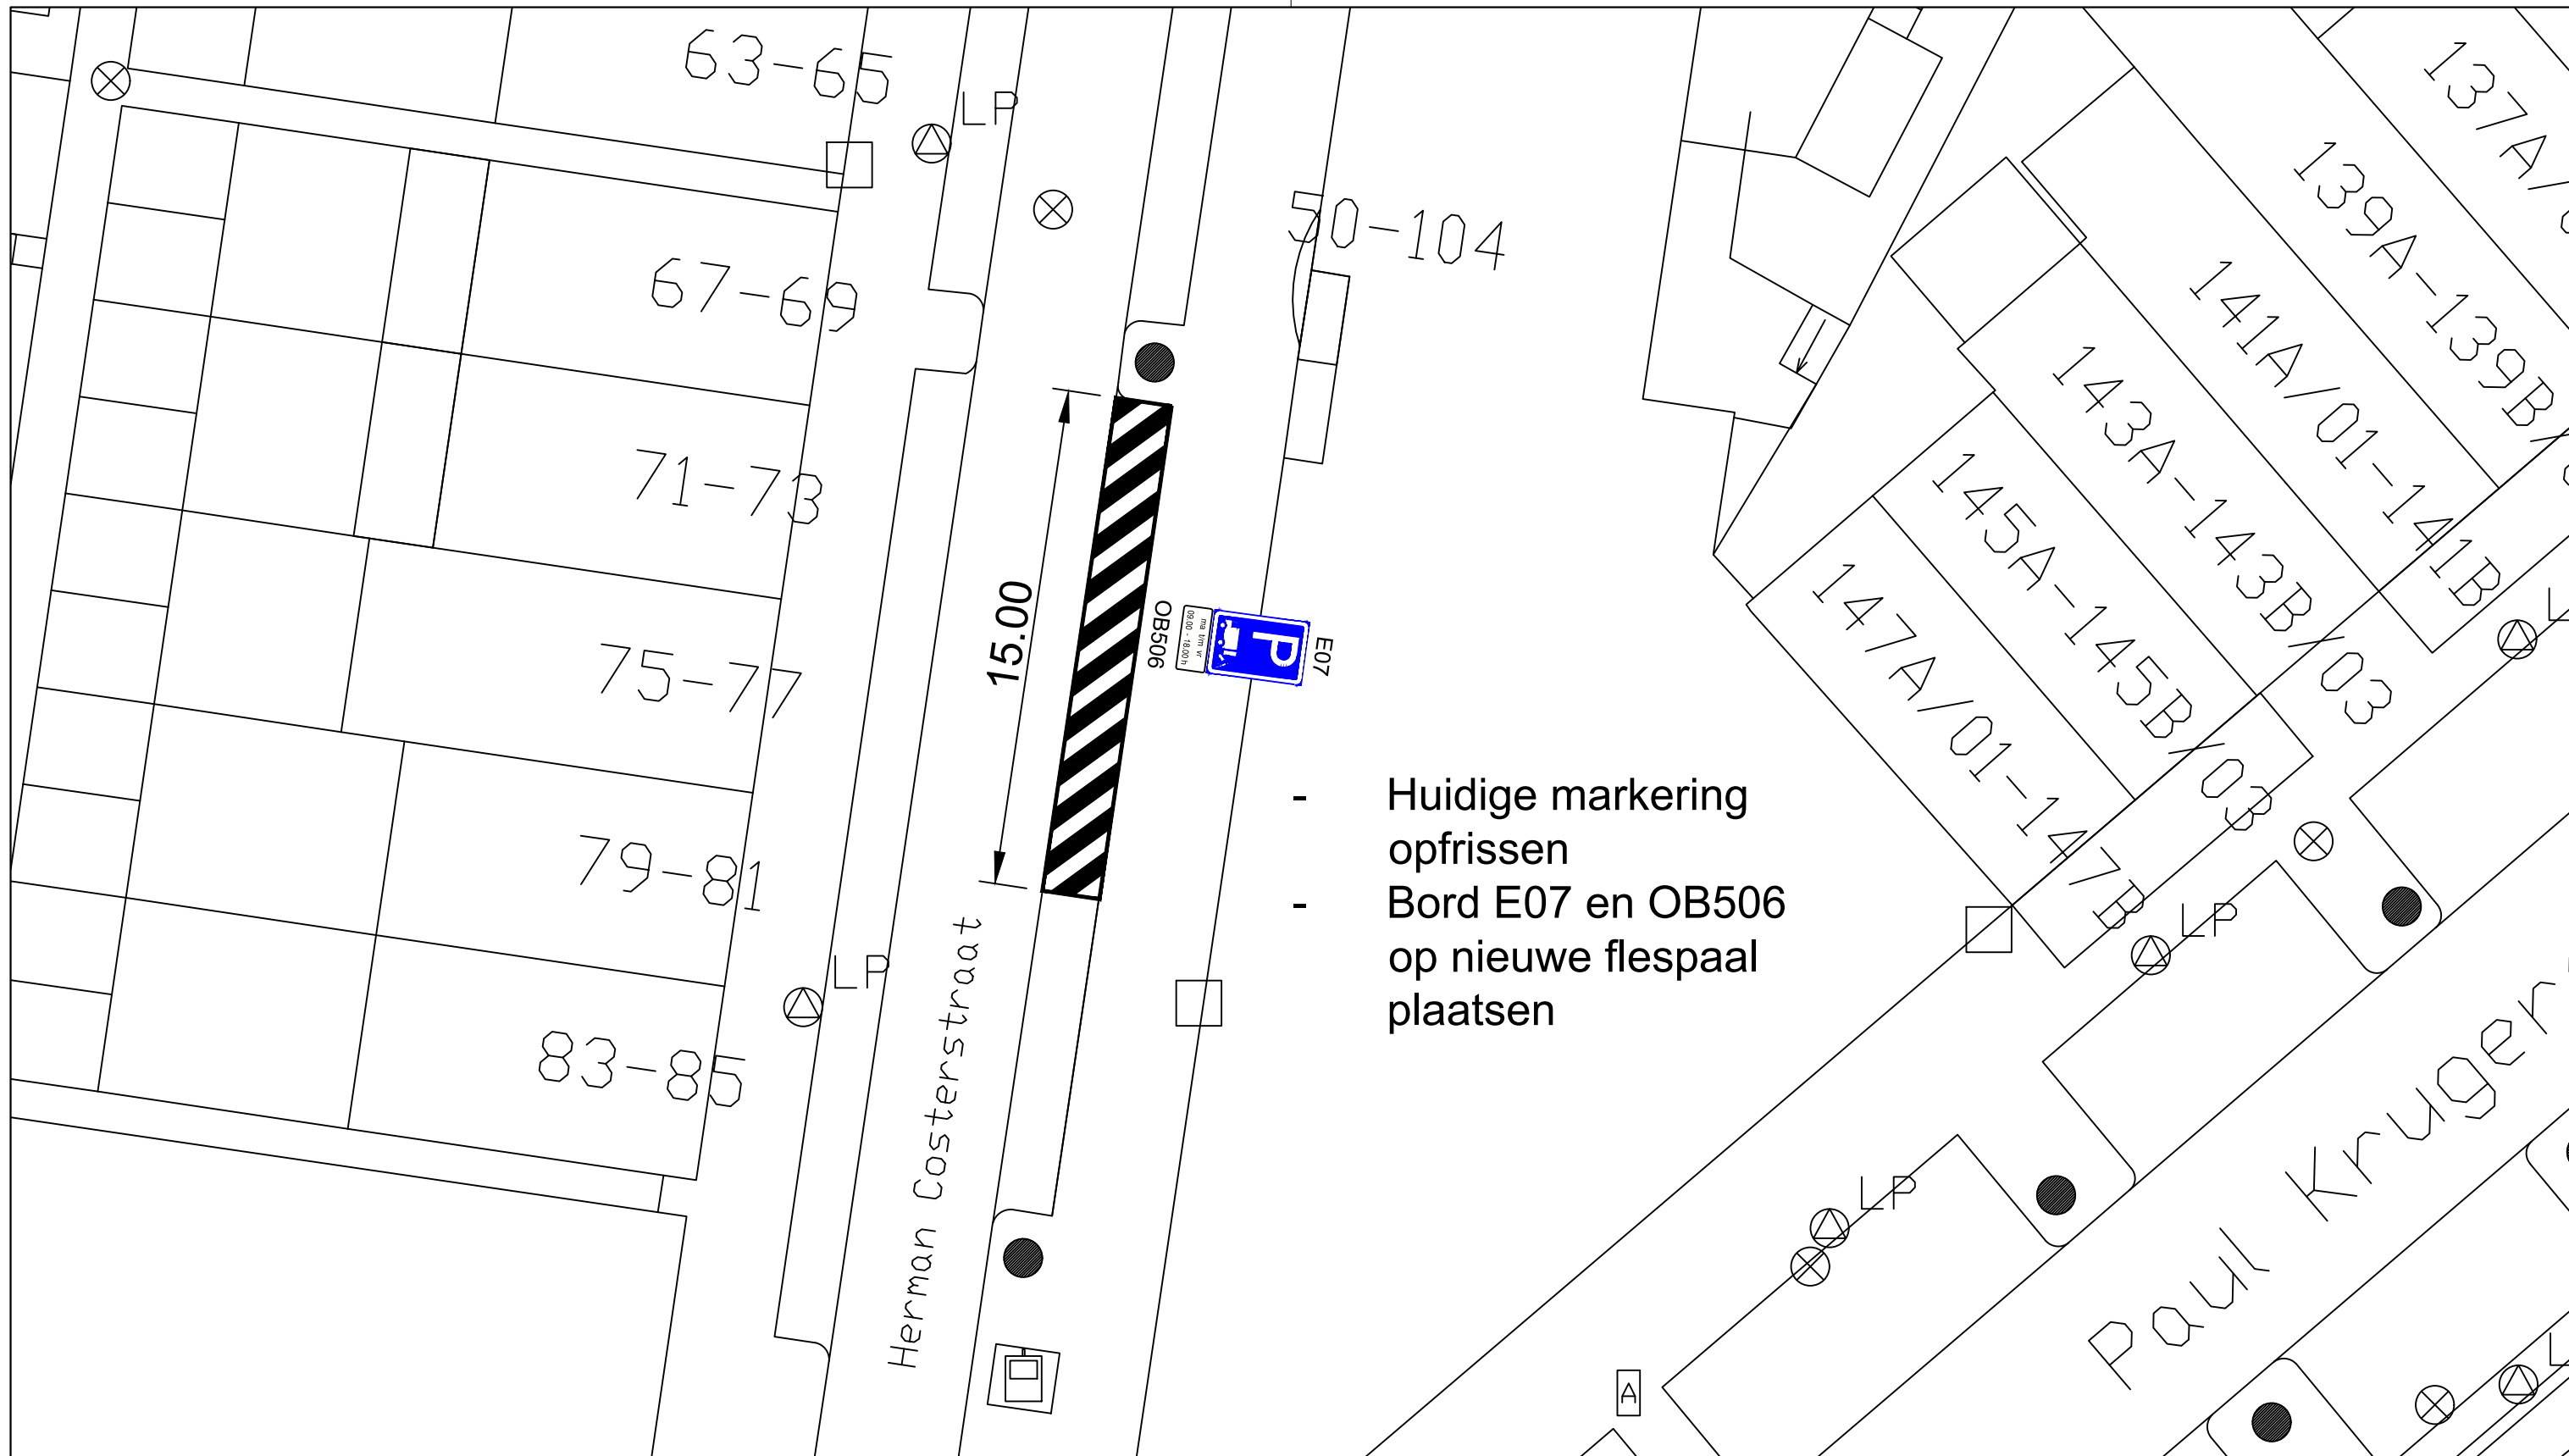 63-65
LP
67-69
71-73
75-77
79-81
83-85
LP
50-104
15.00
OB506
ma t/m vr
09.00 - 18.00 h
P
E07
Herman Costerstraat
- Huidige markering
opfrissen
- Bord E07 en OB506
op nieuwe flespaal
plaatsen
137A/
139A-139B/
141A/01-141B
143A-143B/03
145A-145B/03
147A/01-147B
L
LP
LP
Paul Kruger
A
L